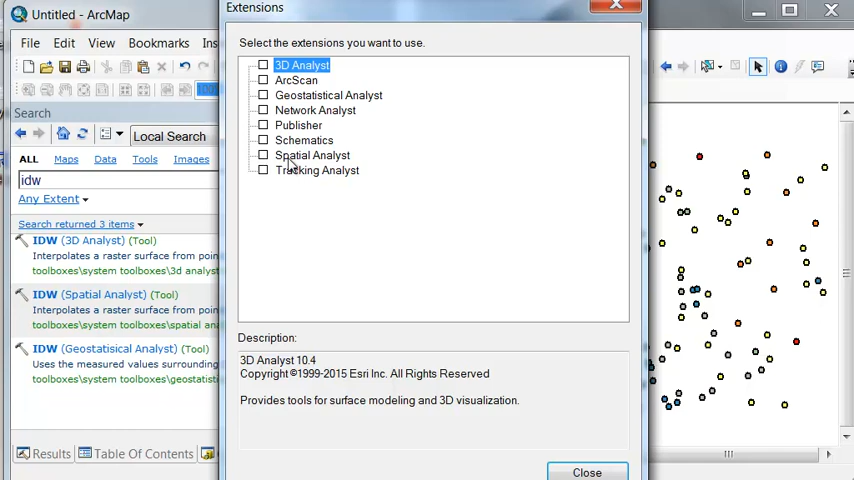 Untitled - ArcMap
Extensions
File Edit View Bookmarks
Search
Local Search
ALL Maps Data Tools Images
idw
Any Extent
Search returned 3 items
IDW (3D Analyst) (Tool)
Interpolates a raster surface from poin
toolboxes\system toolboxes\3d analyst
IDW (Spatial Analyst) (Tool)
Interpolates a raster surface from poin
toolboxes\system toolboxes\spatial ana
IDW (Geostatisical Analyst) (Tool)
Uses the measured values surrounding
toolboxes\system toolboxes\geostatist
Results Table Of Contents
Select the extensions you want to use.
3D Analyst
ArcScan
Geostatistical Analyst
Network Analyst
Publisher
Schematics
Spatial Analyst
Tracking Analyst
Description:
3D Analyst 10.4
Copyright ©1999-2015 Esri Inc. All Rights Reserved
Provides tools for surface modeling and 3D visualization.
Close